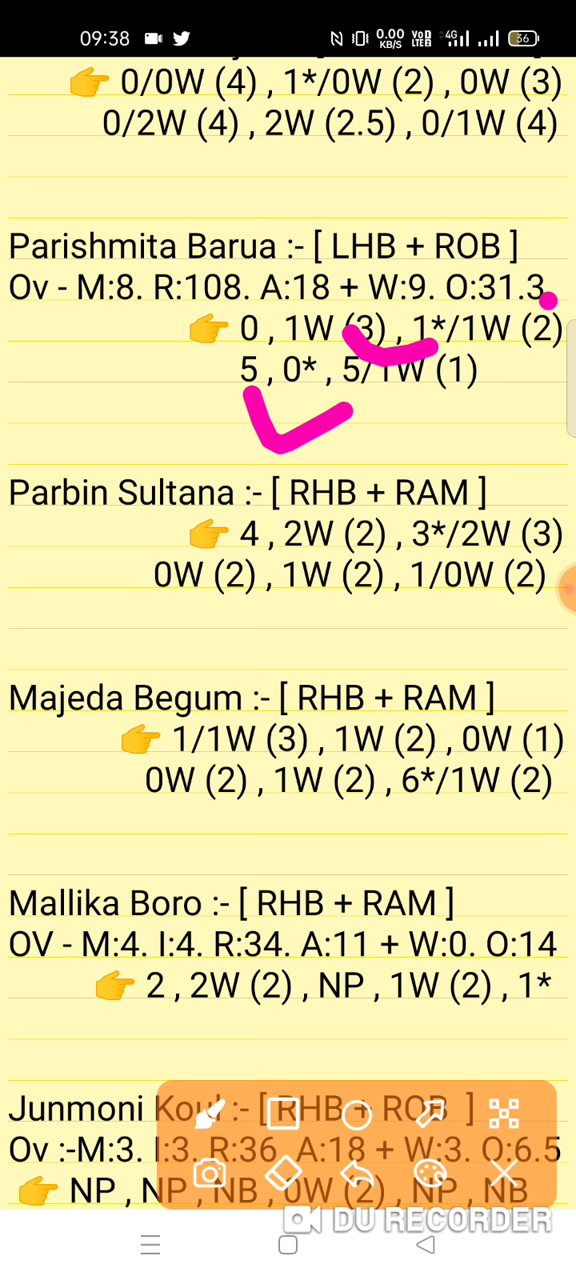 09:38 0.00 KB/S VoD LTE2 4G 36
👉 0/0W (4) , 1*/0W (2) , 0W (3)
0/2W (4) , 2W (2.5) , 0/1W (4)
Parishmita Barua :- [ LHB + ROB ]
Ov - M:8. R:108. A:18 + W:9. O:31.3
👉 0 , 1W (3) , 1*/1W (2)
5 , 0* , 5/1W (1)
Parbin Sultana :- [ RHB + RAM ]
👉 4 , 2W (2) , 3*/2W (3)
0W (2) , 1W (2) , 1/0W (2)
Majeda Begum :- [ RHB + RAM ]
👉 1/1W (3) , 1W (2) , 0W (1)
0W (2) , 1W (2) , 6*/1W (2)
Mallika Boro :- [ RHB + RAM ]
OV - M:4. I:4. R:34. A:11 + W:0. O:14
👉 2 , 2W (2) , NP , 1W (2) , 1*
Junmoni :- [ RHB + ROB ]
Ov :-M:3. I:3. R:36. A:18 + W:3. O:6.5
👉 NP , NP , NB , 0W (2) , NP , NB
DU RECORDER